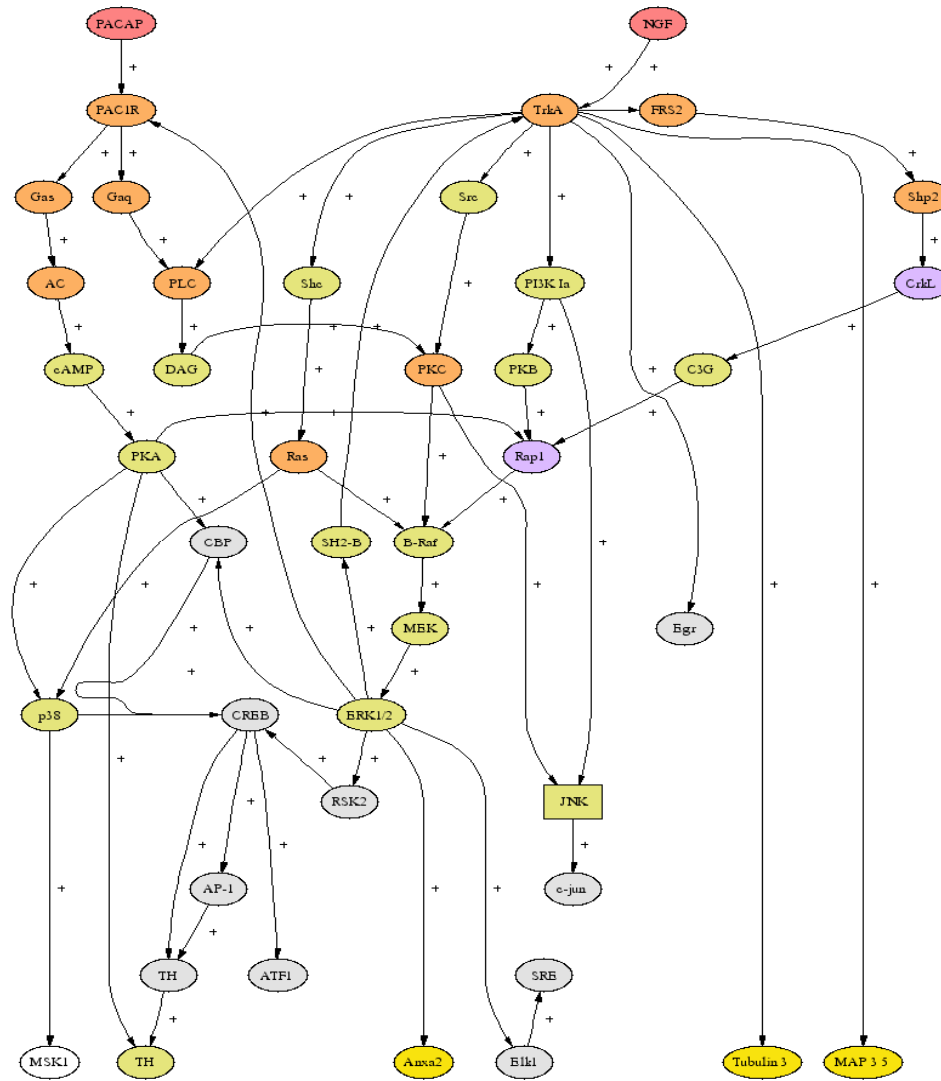 PACAP NGF
+ + +
PAC1R TrkA FRS2
+ + + + + + +
Gas Gaq Src Shp2
+ + + +
AC PLC Shc PI3K Ia CrkL
+ + + + + + + +
cAMP DAG PKC PKB C3G
+ + + + + + + +
PKA Ras Rap1
+ + + +
CBP SH2-B B-Raf
+ + + + + + +
MEK Egr
+ + + + +
p38 CREB ERK1/2
+ +
RSK2 JNK
+ + + + +
AP-1 c-jun
+ + + +
TH ATF1 SRE
+ +
MSK1 TH Anxa2 Elk1 Tubulin 3 MAP 3 5